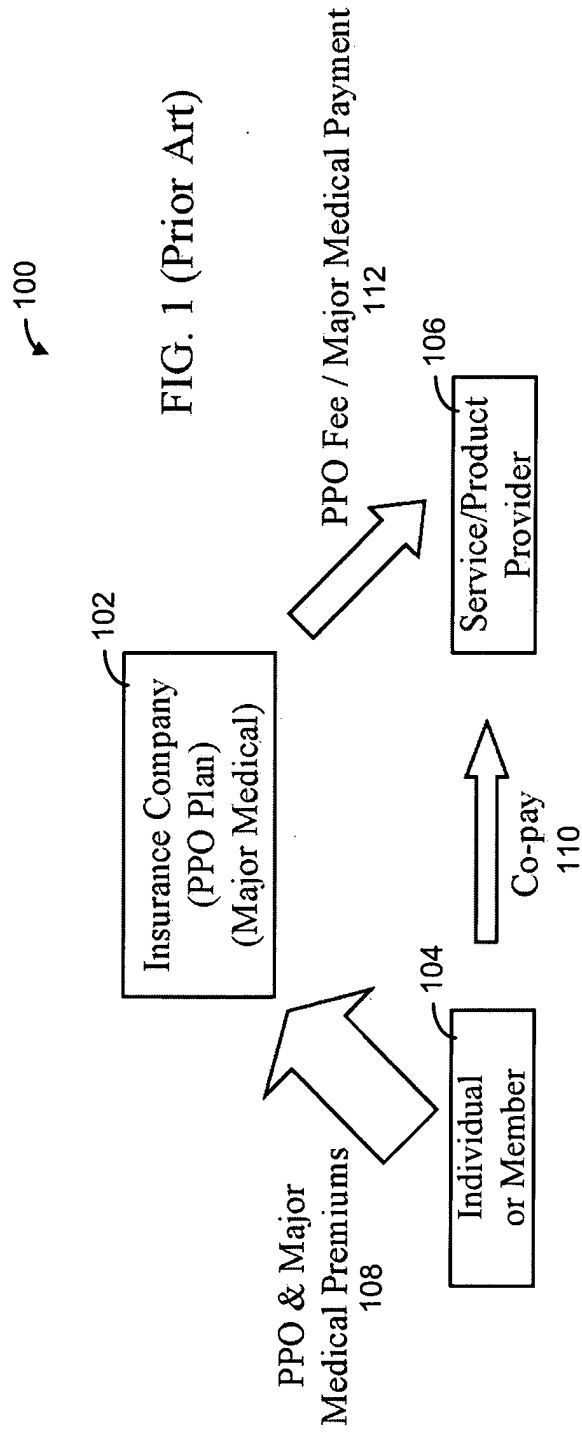 100
FIG. 1 (Prior Art)
102
Insurance Company
(PPO Plan)
(Major Medical)
PPO & Major
Medical Premiums
108
PPO Fee / Major Medical Payment
112
104
Individual
or Member
Co-pay
110
106
Service/Product
Provider